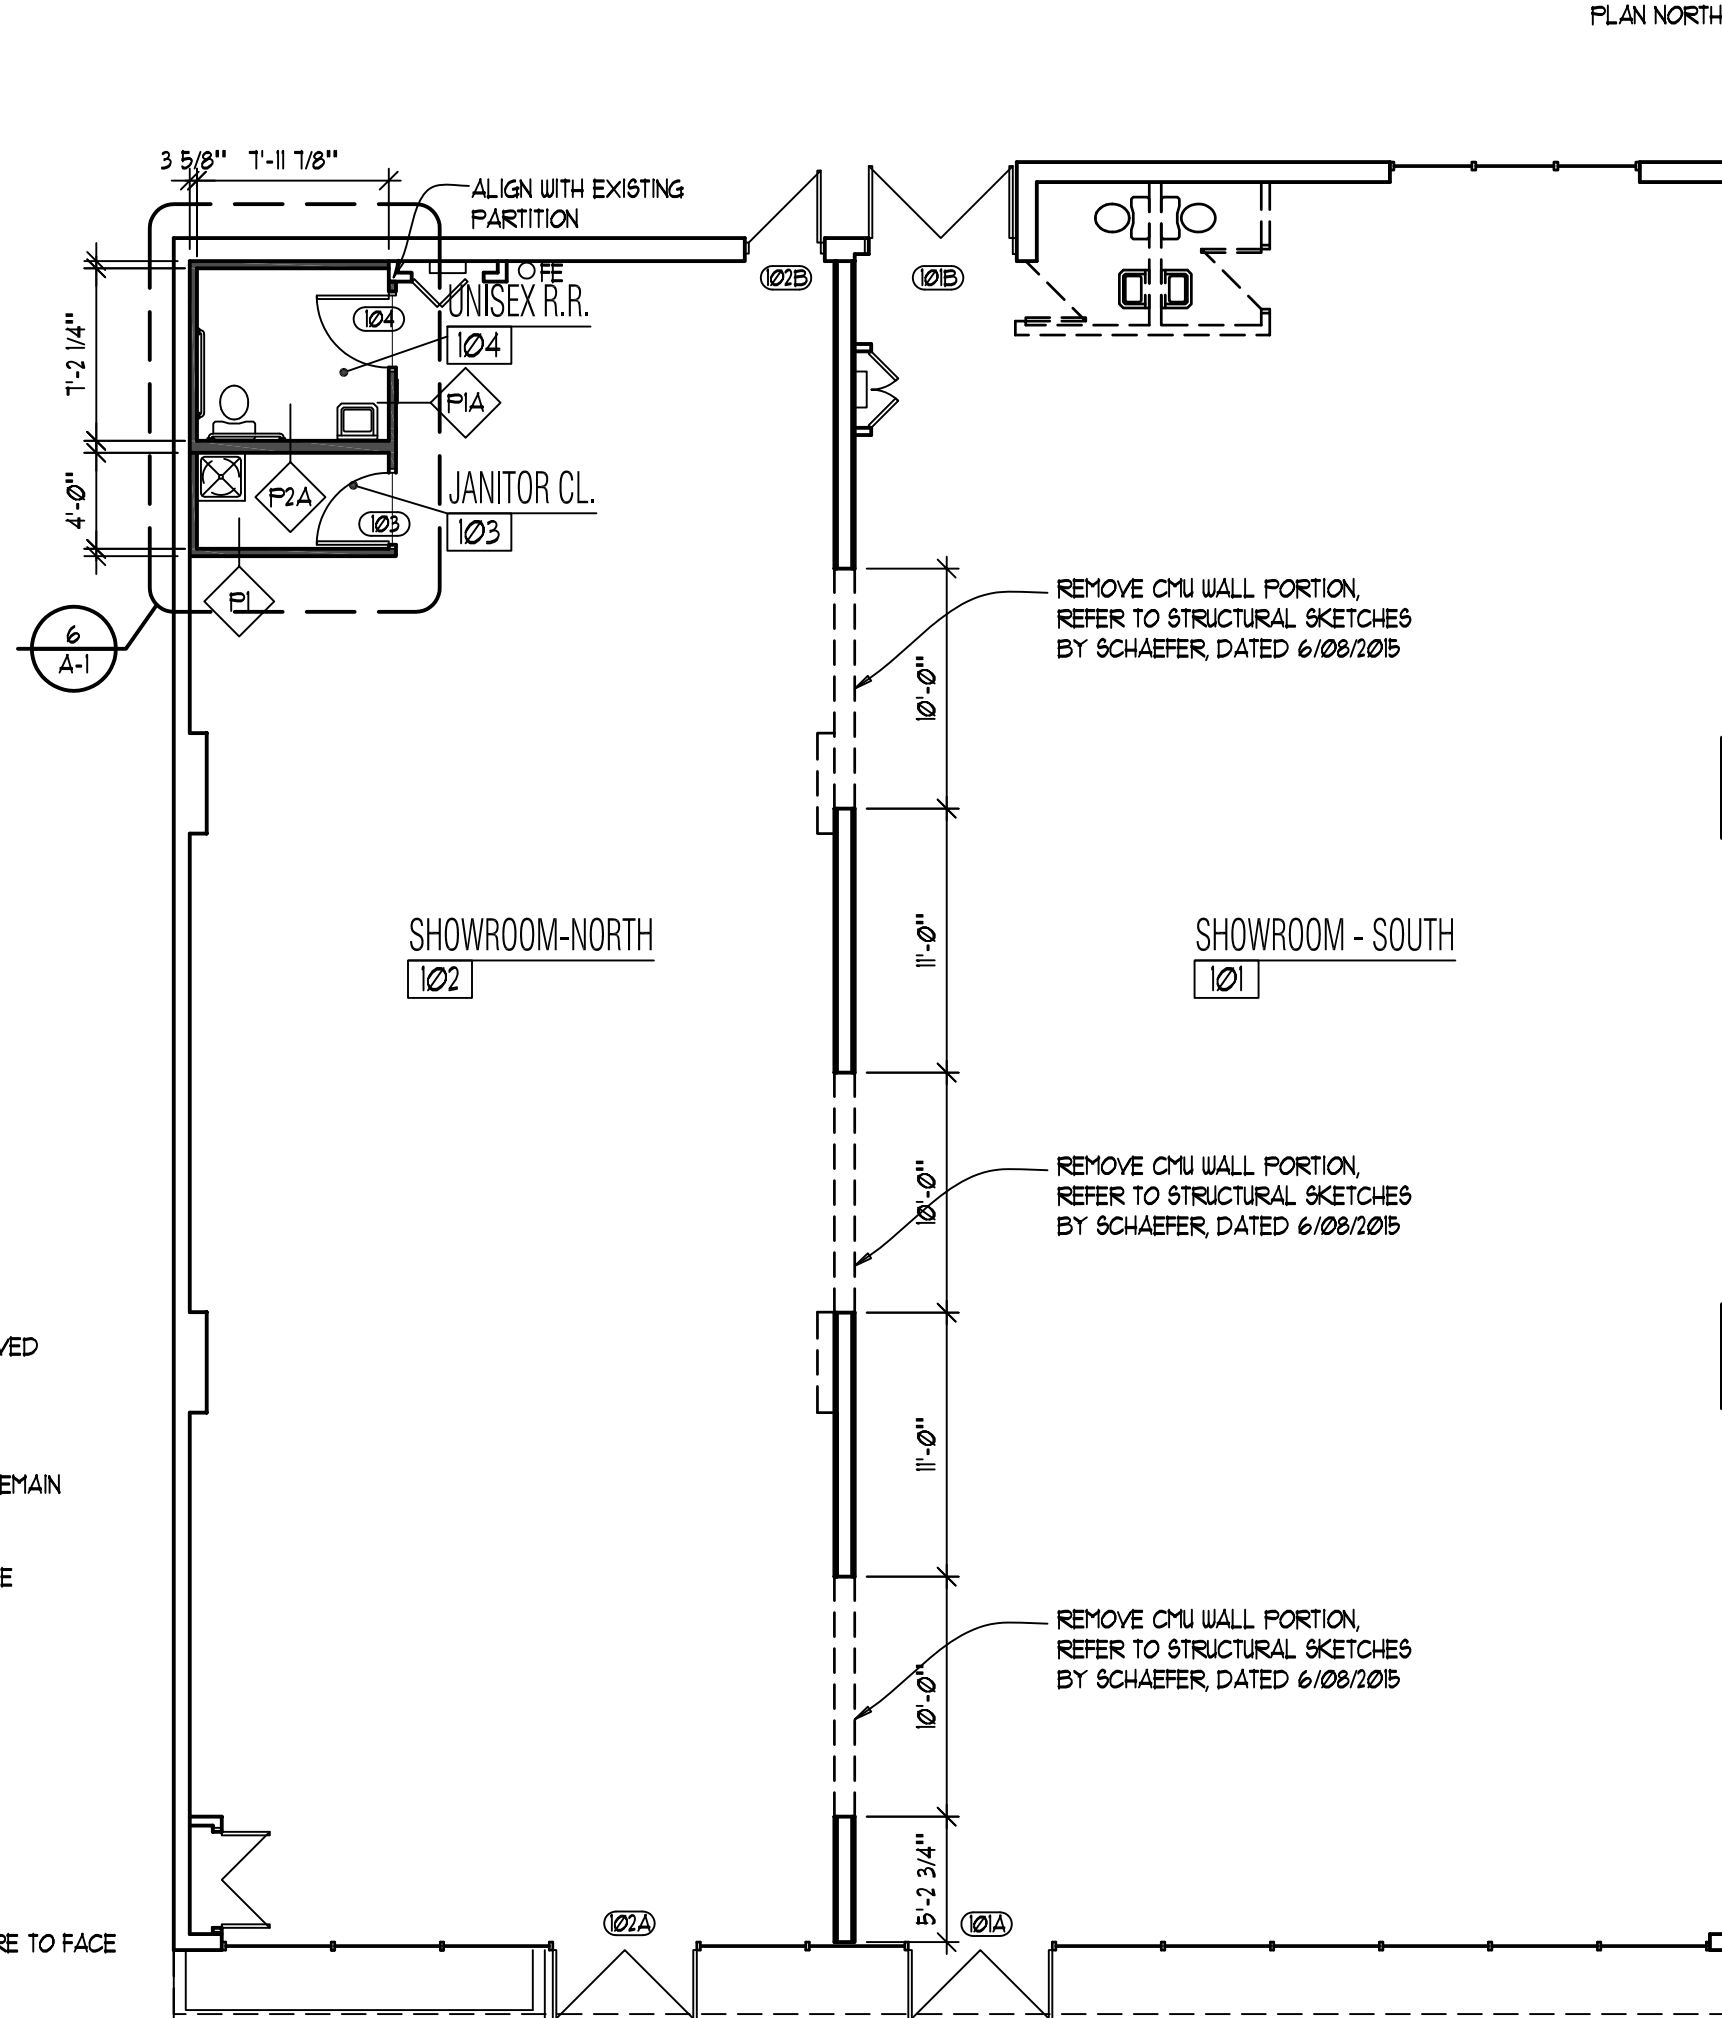 PLAN NORTH
3 5/8" 7'-11 7/8"
ALIGN WITH EXISTING
PARTITION
FE
102B
101B
UNISEX R.R.
104
104
7'-2 1/4"
P1A
JANITOR CL.
103
103
P2A
4'-0"
P1
6
A-1
REMOVE CMU WALL PORTION,
REFER TO STRUCTURAL SKETCHES
BY SCHAEFER, DATED 6/08/2015
10'-0"
SHOWROOM-NORTH
102
11'-0"
SHOWROOM - SOUTH
101
REMOVE CMU WALL PORTION,
REFER TO STRUCTURAL SKETCHES
BY SCHAEFER, DATED 6/08/2015
10'-0"
VED
11'-0"
EMAIN
E
REMOVE CMU WALL PORTION,
REFER TO STRUCTURAL SKETCHES
BY SCHAEFER, DATED 6/08/2015
10'-0"
5'-2 3/4"
102A
101A
RE TO FACE